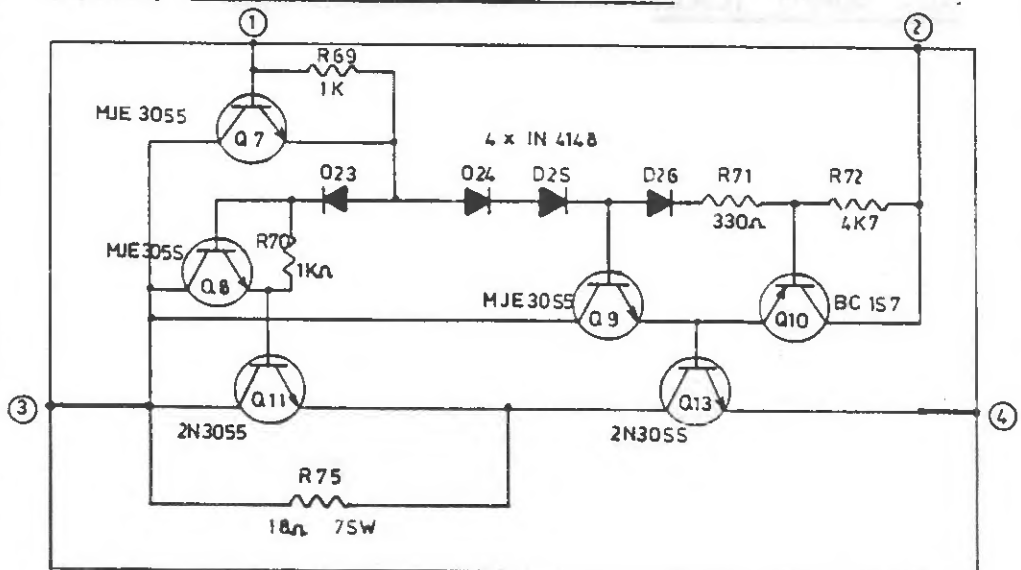 1
2
R69
1K
MJE 3055
Q7
4 x IN 4148
D23
D24
D25
D26
R71
330Ω
R72
4K7
MJE3055
R70
1KΩ
Q8
MJE3055
Q9
BC 157
Q10
3
Q11
2N3055
Q13
2N3055
4
R75
18Ω 75W